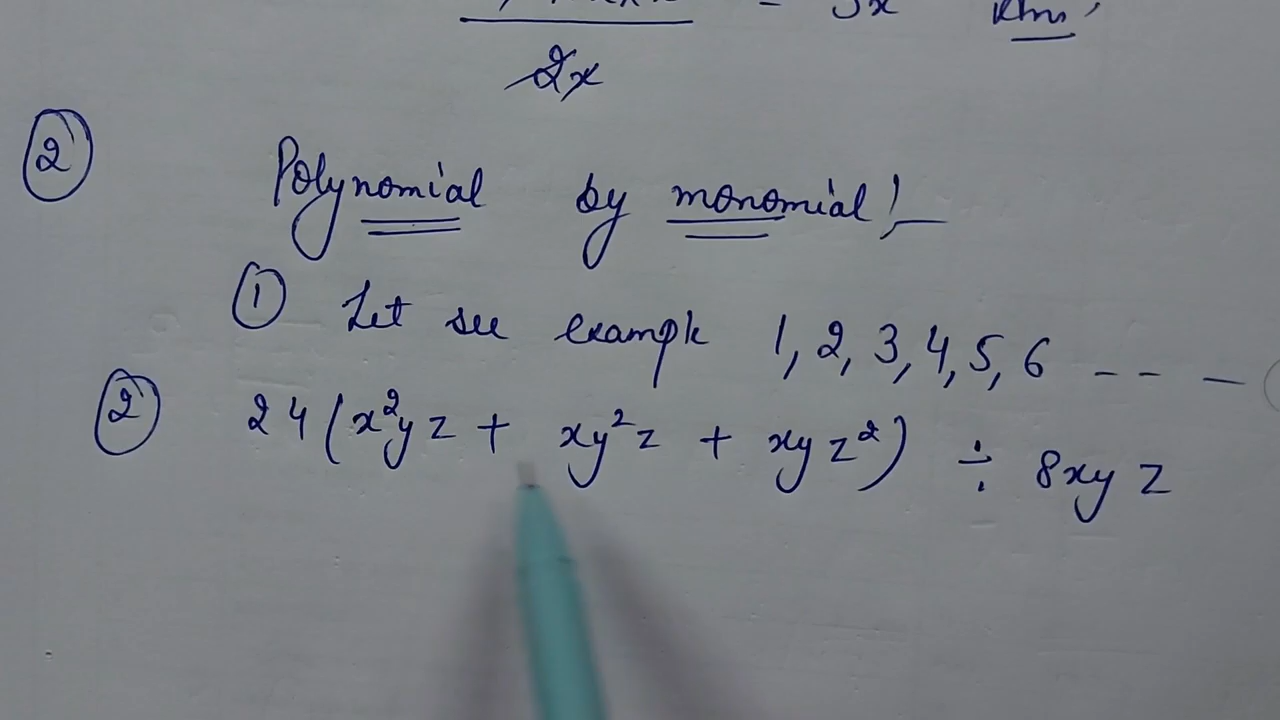 = 3x
2x
② Polynomial by monomial :—
① Let see example 1, 2, 3, 4, 5, 6 - - -
② 24 (x²yz + xy²z + xyz²) ÷ 8xyz